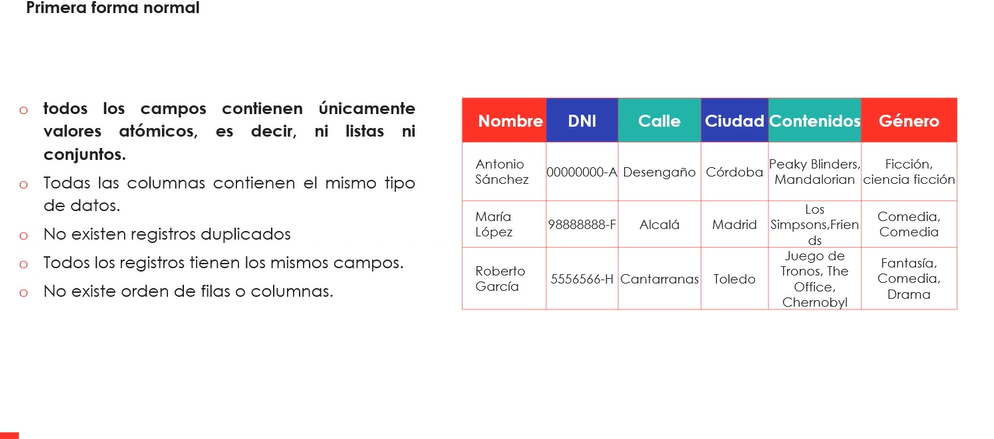 Primera forma normal
o todos los campos contienen únicamente
valores atómicos, es decir, ni listas ni
conjuntos.
o Todas las columnas contienen el mismo tipo
de datos.
o No existen registros duplicados
o Todos los registros tienen los mismos campos.
o No existe orden de filas o columnas.
Nombre DNI Calle Ciudad Contenidos Género
Antonio
Sánchez
00000000-A
Desengaño
Córdoba
Peaky Blinders,
Mandalorian
Ficción,
ciencia ficción
María
López
98888888-F
Alcalá
Madrid
Los
Simpsons,Frien
ds
Comedia,
Comedia
Roberto
García
5556566-H
Cantarranas
Toledo
Juego de
Tronos, The
Office,
Chernobyl
Fantasía,
Comedia,
Drama